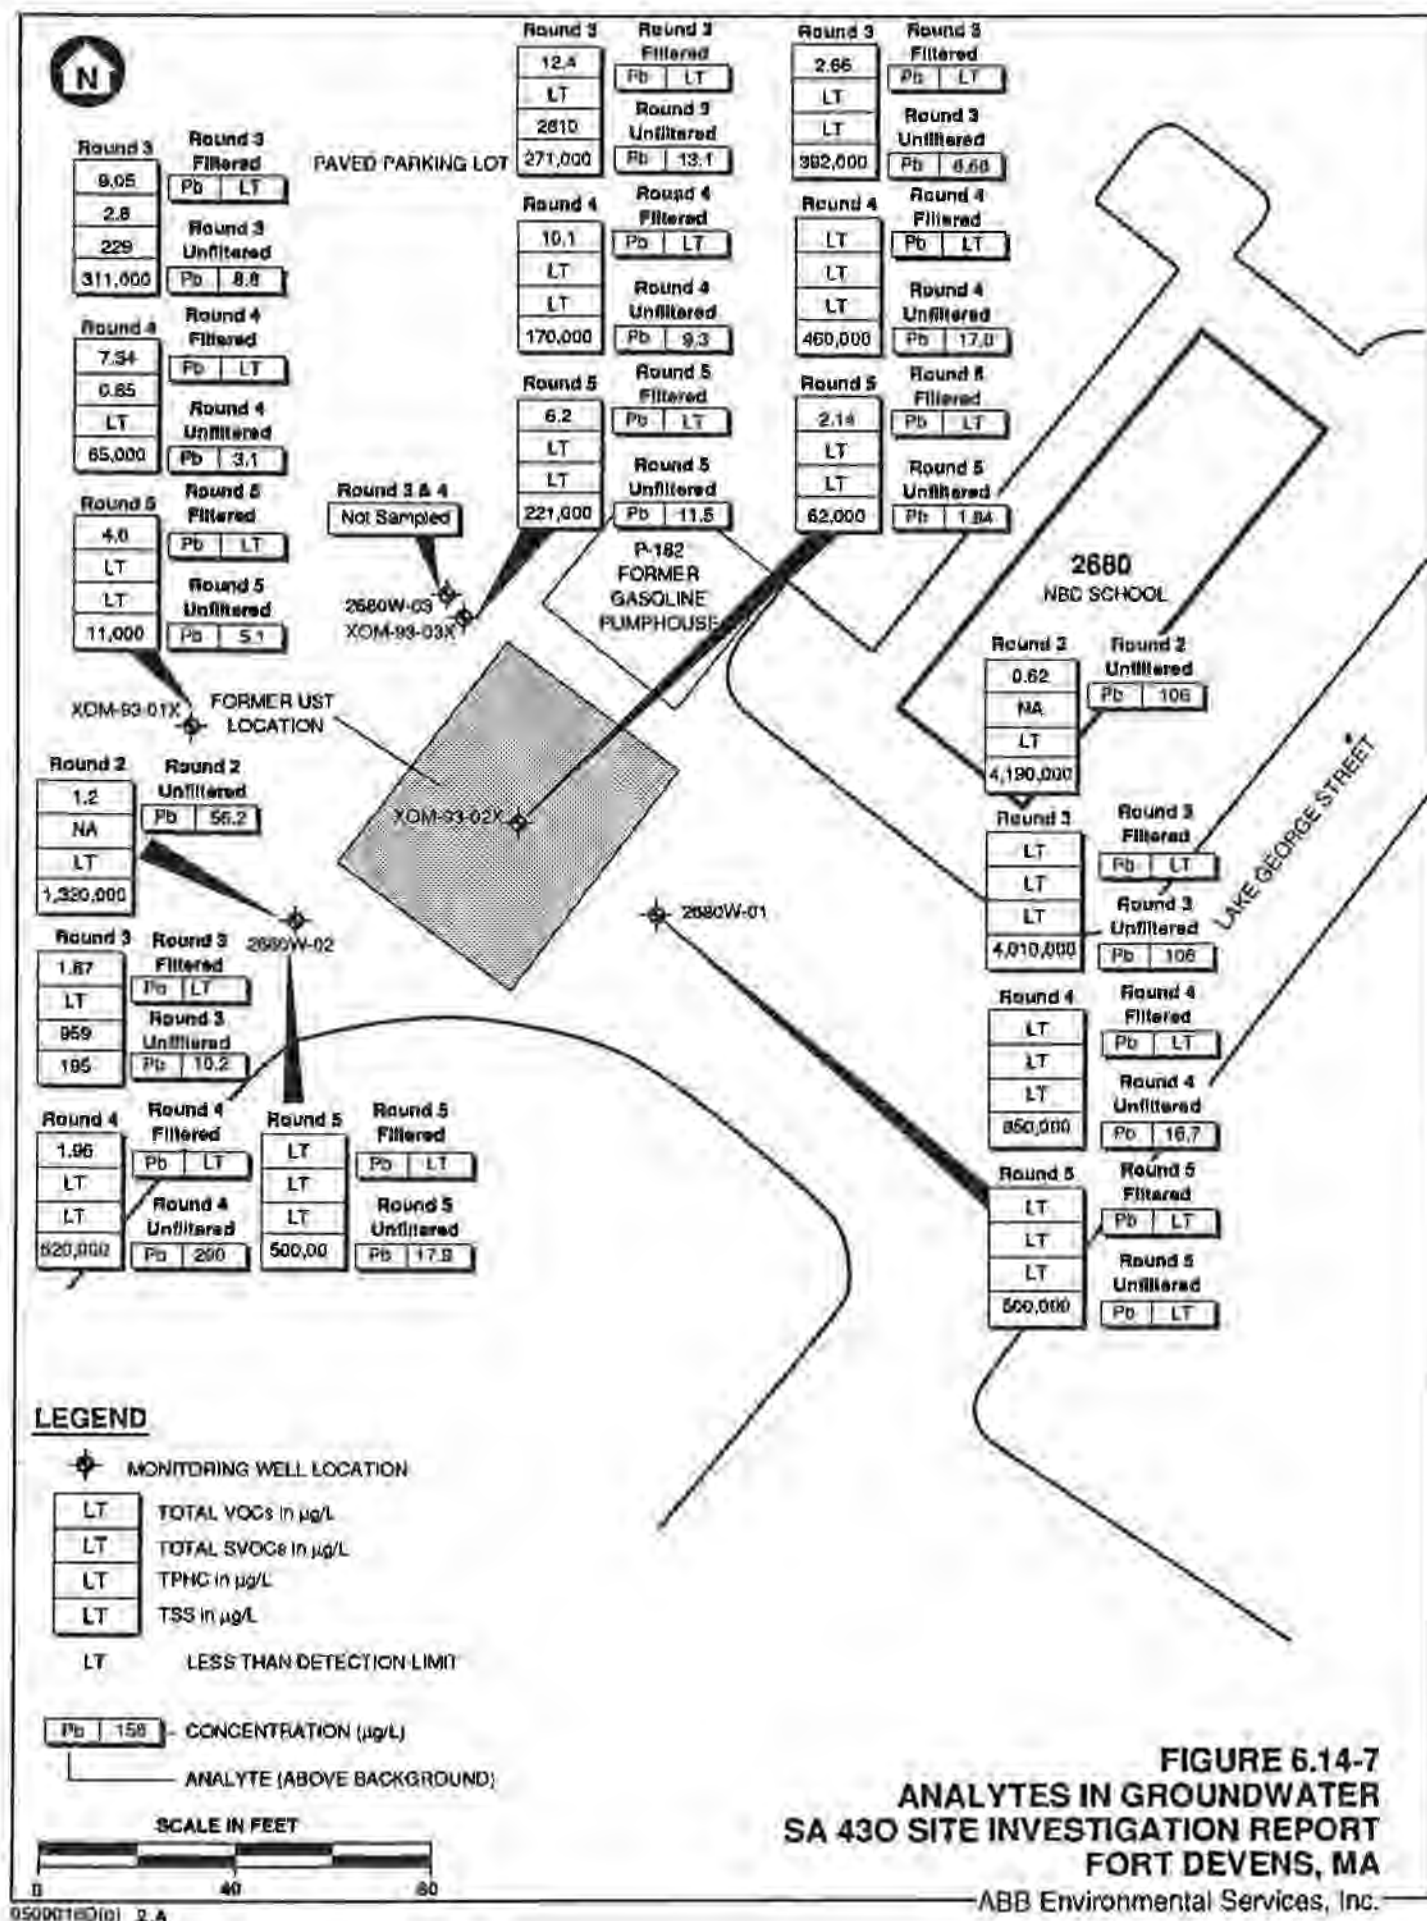 N
PAVED PARKING LOT
Round 3
9.05
2.8
229
311,000
Round 3
Filtered
Pb LT
Round 3
Unfiltered
Pb 8.8
Round 4
7.34
0.85
LT
65,000
Round 4
Filtered
Pb LT
Round 4
Unfiltered
Pb 3.1
Round 5
4.0
LT
LT
11,000
Round 5
Filtered
Pb LT
Round 5
Unfiltered
Pb 5.1
XOM-93-01X
Round 3
12.4
LT
2610
271,000
Round 3
Filtered
Pb LT
Round 3
Unfiltered
Pb 13.1
Round 4
10.1
LT
LT
170,000
Round 4
Filtered
Pb LT
Round 4
Unfiltered
Pb 9.3
Round 5
6.2
LT
LT
221,000
Round 5
Filtered
Pb LT
Round 5
Unfiltered
Pb 11.5
Round 3 & 4
Not Sampled
2680W-03
XOM-93-03X
Round 3
2.66
LT
LT
Round 3
Filtered
Pb LT
Round 3
Unfiltered
Pb
Round 4
LT
LT
LT
460,000
Round 4
Filtered
Pb LT
Round 4
Unfiltered
Pb
Round 5
2.14
LT
LT
62,000
Filtered
Pb LT
Round 5
Unfiltered
Pb 1.84
P-182
FORMER
GASOLINE
PUMPHOUSE
2680
NBC SCHOOL
FORMER UST
LOCATION
XOM-93-02X
LAKE GEORGE STREET
Round 2
1.2
NA
LT
1,320,000
Round 2
Unfiltered
Pb 56.2
2680W-02
Round 3
1.87
LT
959
195
Round 3
Filtered
Pb LT
Round 3
Unfiltered
Pb 10.2
Round 4
1.96
LT
LT
Round 4
Filtered
Pb LT
Round 4
Unfiltered
Pb 200
Round 5
LT
LT
LT
500,00
Round 5
Filtered
Pb LT
Round 5
Unfiltered
Pb 17.9
2680W-01
0.62
NA
LT
4,190,000
Round 2
Unfiltered
Pb 106
Round 3
LT
LT
LT
4,010,000
Round 3
Filtered
Pb LT
Round 3
Unfiltered
Pb 106
Round 4
LT
LT
LT
Round 4
Filtered
Pb LT
Round 4
Unfiltered
Pb 16.7
Round 5
LT
LT
LT
500,000
Round 5
Filtered
Pb LT
Round 5
Unfiltered
Pb LT
LEGEND
MONITORING WELL LOCATION
LT TOTAL VOCs in µg/L
LT TOTAL SVOCs in µg/L
LT TPHC in µg/L
LT TSS in µg/L
LT LESS THAN DETECTION LIMIT
Pb 158 CONCENTRATION (µg/L)
ANALYTE (ABOVE BACKGROUND)
SCALE IN FEET
0 40
FIGURE 6.14-7
ANALYTES IN GROUNDWATER
SA 43O SITE INVESTIGATION REPORT
FORT DEVENS, MA
ABB Environmental Services, Inc.